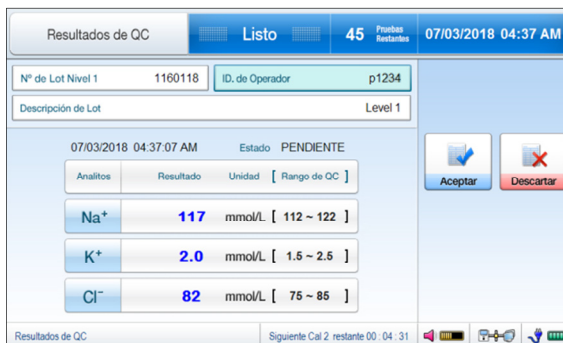 Resultados de QC
Listo
45 Pruebas Restantes
07/03/2018 04:37 AM
Nº de Lot Nivel 1 1160118
ID. de Operador p1234
Descripción de Lot Level 1
07/03/2018 04:37:07 AM Estado PENDIENTE
Analitos Resultado Unidad [ Rango de QC ]
Na⁺ 117 mmol/L [ 112 ~ 122 ]
K⁺ 2.0 mmol/L [ 1.5 ~ 2.5 ]
Cl⁻ 82 mmol/L [ 75 ~ 85 ]
Aceptar
Descartar
Resultados de QC
Siguiente Cal 2 restante 00 : 04 : 31